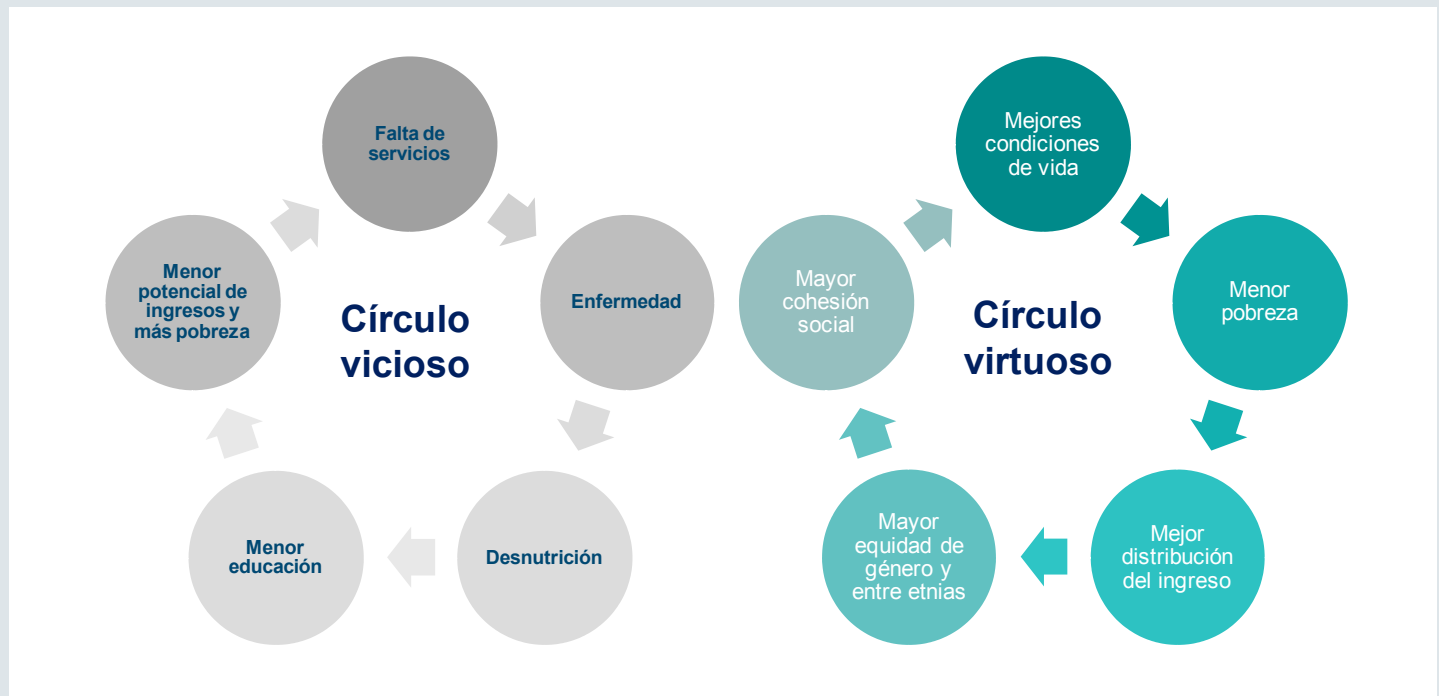 Falta de
servicios
Enfermedad
Desnutrición
Menor
educación
Menor
potencial de
ingresos y
más pobreza
Círculo
vicioso
Mejores
condiciones
de vida
Menor
pobreza
Mejor
distribución
del ingreso
Mayor
equidad de
género y
entre etnias
Mayor
cohesión
social
Círculo
virtuoso